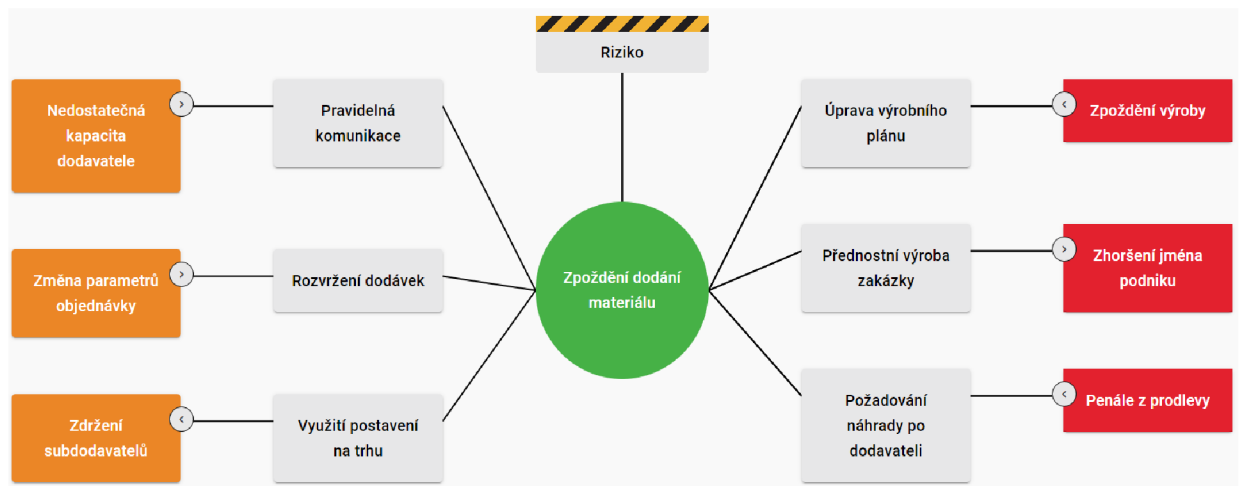 Riziko
Nedostatečná
kapacita
dodavatele
Pravidelná
komunikace
Úprava výrobního
plánu
Zpoždění výroby
Změna parametrů
objednávky
Rozvržení dodávek
Zpoždění dodání
materiálu
Přednostní výroba
zakázky
Zhoršení jména
podniku
Zdržení
subdodavatelů
Využití postavení
na trhu
Požadování
náhrady po
dodavateli
Penále z prodlevy